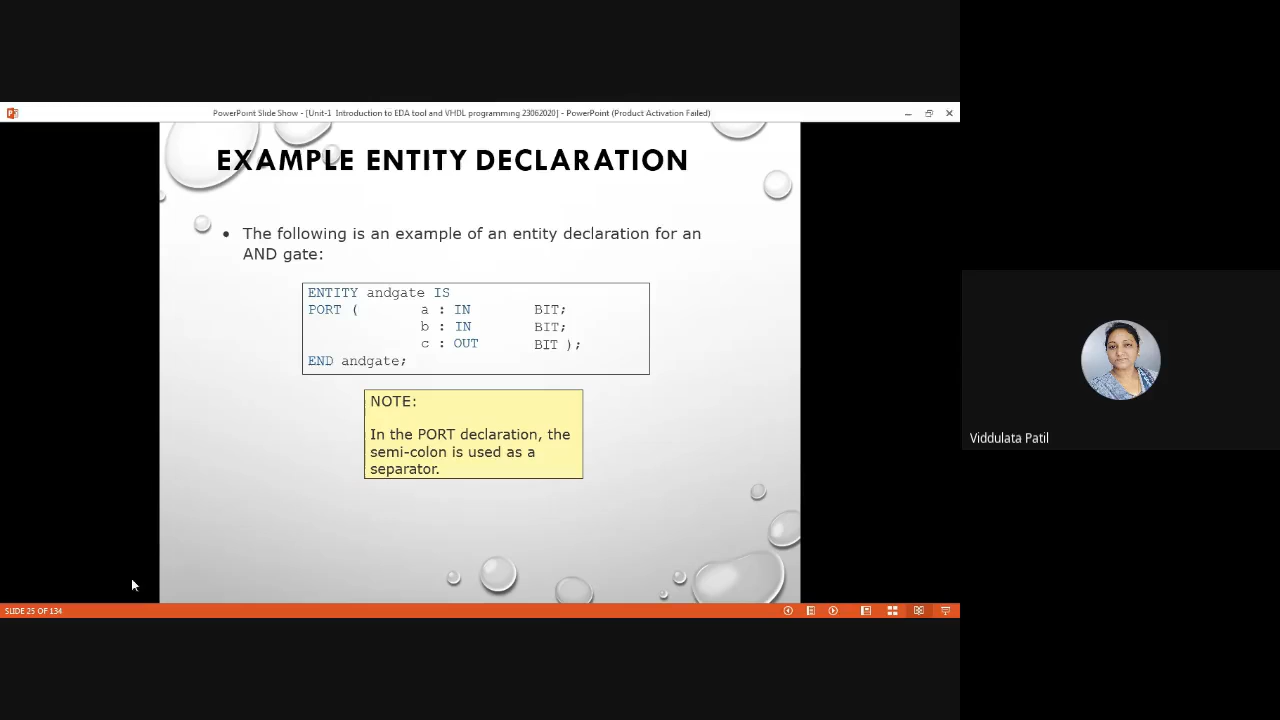 PowerPoint Slide Show - [Unit-1 Introduction to EDA tool and VHDL programming 23062020] - PowerPoint (Product Activation Failed)
EXAMPLE ENTITY DECLARATION
• The following is an example of an entity declaration for an
AND gate:
ENTITY andgate IS
PORT ( a : IN BIT;
b : IN BIT;
c : OUT BIT );
END andgate;
NOTE:
In the PORT declaration, the
semi-colon is used as a
separator.
Viddulata Patil
SLIDE 25 OF 134